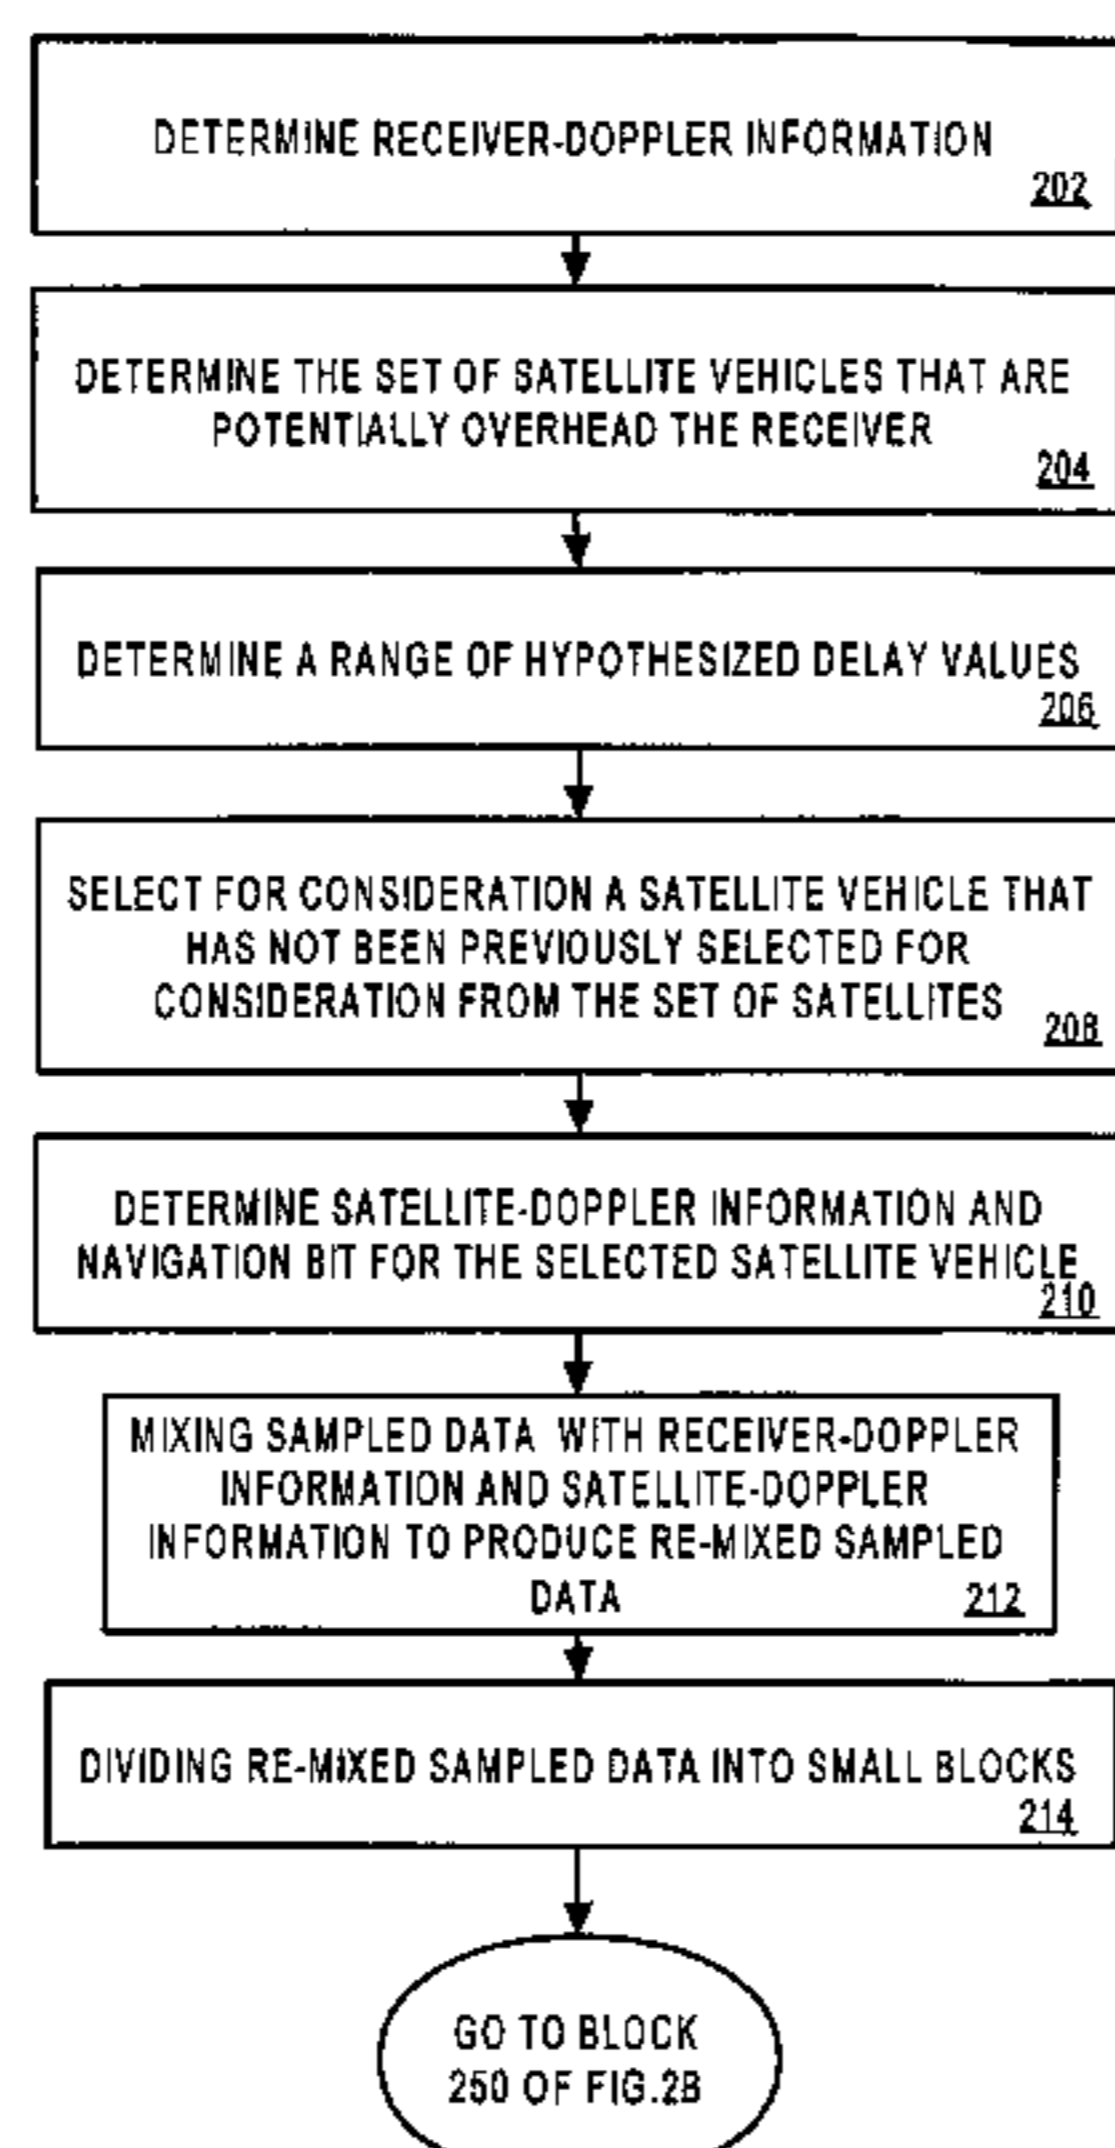 DETERMINE RECEIVER-DOPPLER INFORMATION
202
DETERMINE THE SET OF SATELLITE VEHICLES THAT ARE
POTENTIALLY OVERHEAD THE RECEIVER
204
DETERMINE A RANGE OF HYPOTHESIZED DELAY VALUES
206
SELECT FOR CONSIDERATION A SATELLITE VEHICLE THAT
HAS NOT BEEN PREVIOUSLY SELECTED FOR
CONSIDERATION FROM THE SET OF SATELLITES
208
DETERMINE SATELLITE-DOPPLER INFORMATION AND
NAVIGATION BIT FOR THE SELECTED SATELLITE VEHICLE
210
MIXING SAMPLED DATA WITH RECEIVER-DOPPLER
INFORMATION AND SATELLITE-DOPPLER
INFORMATION TO PRODUCE RE-MIXED SAMPLED
DATA
212
DIVIDING RE-MIXED SAMPLED DATA INTO SMALL BLOCKS
214
GO TO BLOCK
250 OF FIG.2B